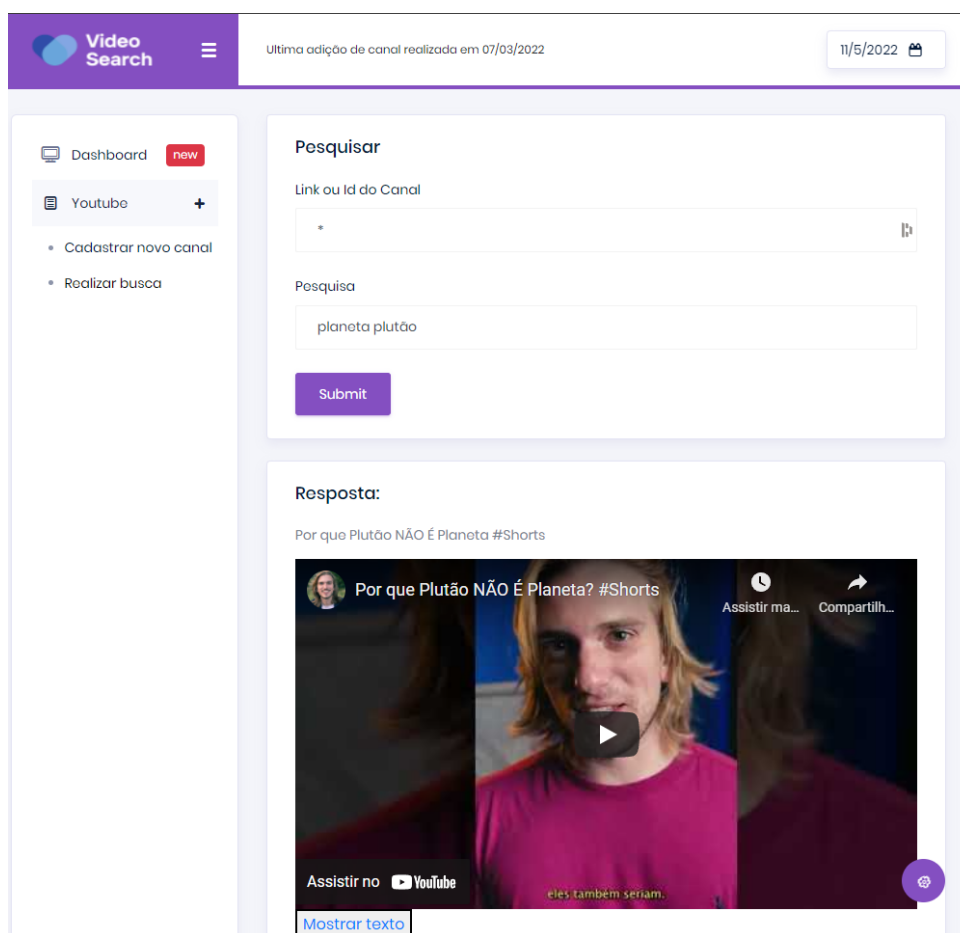 Video
Search
Ultima adição de canal realizada em 07/03/2022
11/5/2022
Dashboard new
Youtube +
Cadastrar novo canal
Realizar busca
Pesquisar
Link ou Id do Canal
*
Pesquisa
planeta plutão
Submit
Resposta:
Por que Plutão NÃO É Planeta #Shorts
Por que Plutão NÃO É Planeta? #Shorts
Assistir ma...
Compartilh...
eles também seriam.
Assistir no YouTube
Mostrar texto